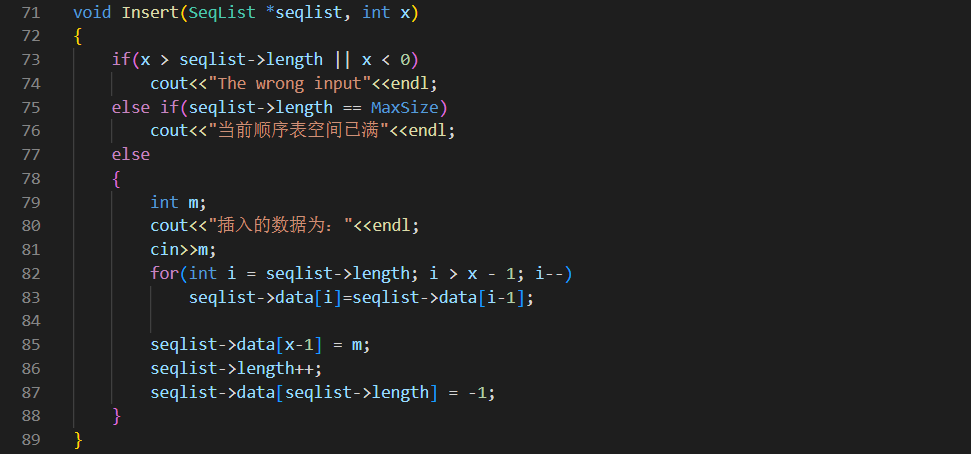 71 void Insert(SeqList *seqlist, int x)
72 {
73 if(x > seqlist->length || x < 0)
74 cout<<"The wrong input"<<endl;
75 else if(seqlist->length == MaxSize)
76 cout<<"当前顺序表空间已满"<<endl;
77 else
78 {
79 int m;
80 cout<<"插入的数据为："<<endl;
81 cin>>m;
82 for(int i = seqlist->length; i > x - 1; i--)
83 seqlist->data[i]=seqlist->data[i-1];
84
85 seqlist->data[x-1] = m;
86 seqlist->length++;
87 seqlist->data[seqlist->length] = -1;
88 }
89 }